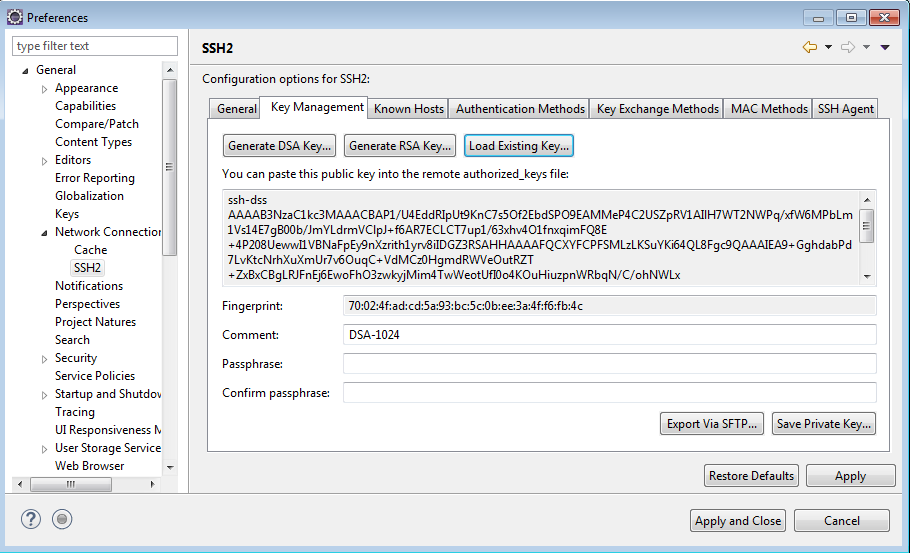 Preferences
type filter text
General
Appearance
Capabilities
Compare/Patch
Content Types
Editors
Error Reporting
Globalization
Keys
Network Connection
Cache
SSH2
Notifications
Perspectives
Project Natures
Search
Security
Service Policies
Startup and Shutdov
Tracing
UI Responsiveness M
User Storage Service
Web Browser
SSH2
Configuration options for SSH2:
General Key Management Known Hosts Authentication Methods Key Exchange Methods MAC Methods SSH Agent
Generate DSA Key... Generate RSA Key... Load Existing Key...
You can paste this public key into the remote authorized_keys file:
ssh-dss
AAAAB3NzaC1kc3MAAACBAP1/U4EddRIpUt9KnC7s5Of2EbdSPO9EAMMeP4C2USZpRV1AIlH7WT2NWPq/xfW6MPbLm
1Vs14E7gB00b/JmYLdrmVClpJ+f6AR7ECLCT7up1/63xhv4O1fnxqimFQ8E
+4P208UewwI1VBNaFpEy9nXzrith1yrv8iIDGZ3RSAHHAAAAFQCXYFCPFSMLzLKSuYKi64QL8Fgc9QAAAIEA9+GghdabPd
7LvKtcNrhXuXmUr7v6OuqC+VdMCz0HgmdRWVeOutRZT
+ZxBxCBgLRJFnEj6EwoFhO3zwkyjMim4TwWeotUfI0o4KOuHiuzpnWRbqN/C/ohNWLx
Fingerprint: 70:02:4f:ad:cd:5a:93:bc:5c:0b:ee:3a:4f:f6:fb:4c
Comment: DSA-1024
Passphrase:
Confirm passphrase:
Export Via SFTP... Save Private Key...
Restore Defaults Apply
Apply and Close Cancel